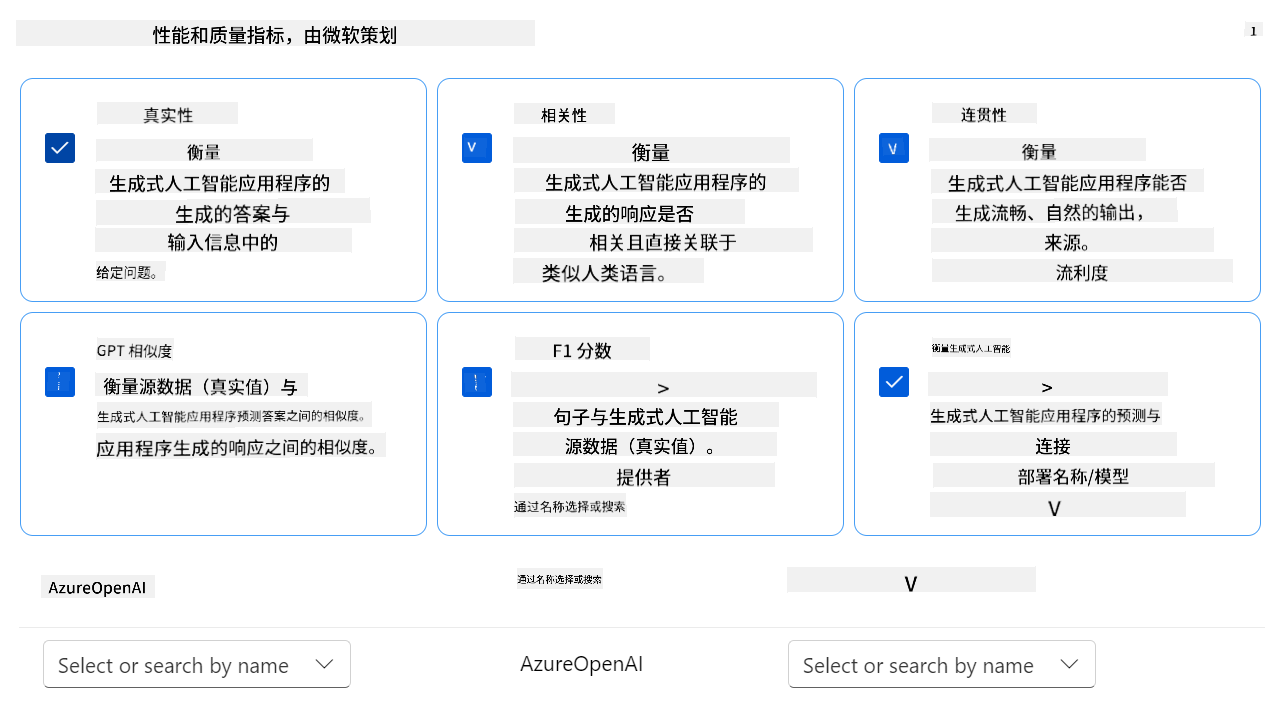 性能和质量指标，由微软策划
1
真实性
衡量
生成式人工智能应用程序的
生成的答案与
输入信息中的
给定问题。
相关性
V
衡量
生成式人工智能应用程序的
生成的响应是否
相关且直接关联于
类似人类语言。
连贯性
V
衡量
生成式人工智能应用程序能否
生成流畅、自然的输出，
来源。
流利度
GPT 相似度
衡量源数据（真实值）与
生成式人工智能应用程序预测答案之间的相似度。
应用程序生成的响应之间的相似度。
F1 分数
>
句子与生成式人工智能
源数据（真实值）。
提供者
通过名称选择或搜索
衡量生成式人工智能
>
生成式人工智能应用程序的预测与
连接
部署名称/模型
V
AzureOpenAI
通过名称选择或搜索
V
Select or search by name
AzureOpenAI
Select or search by name